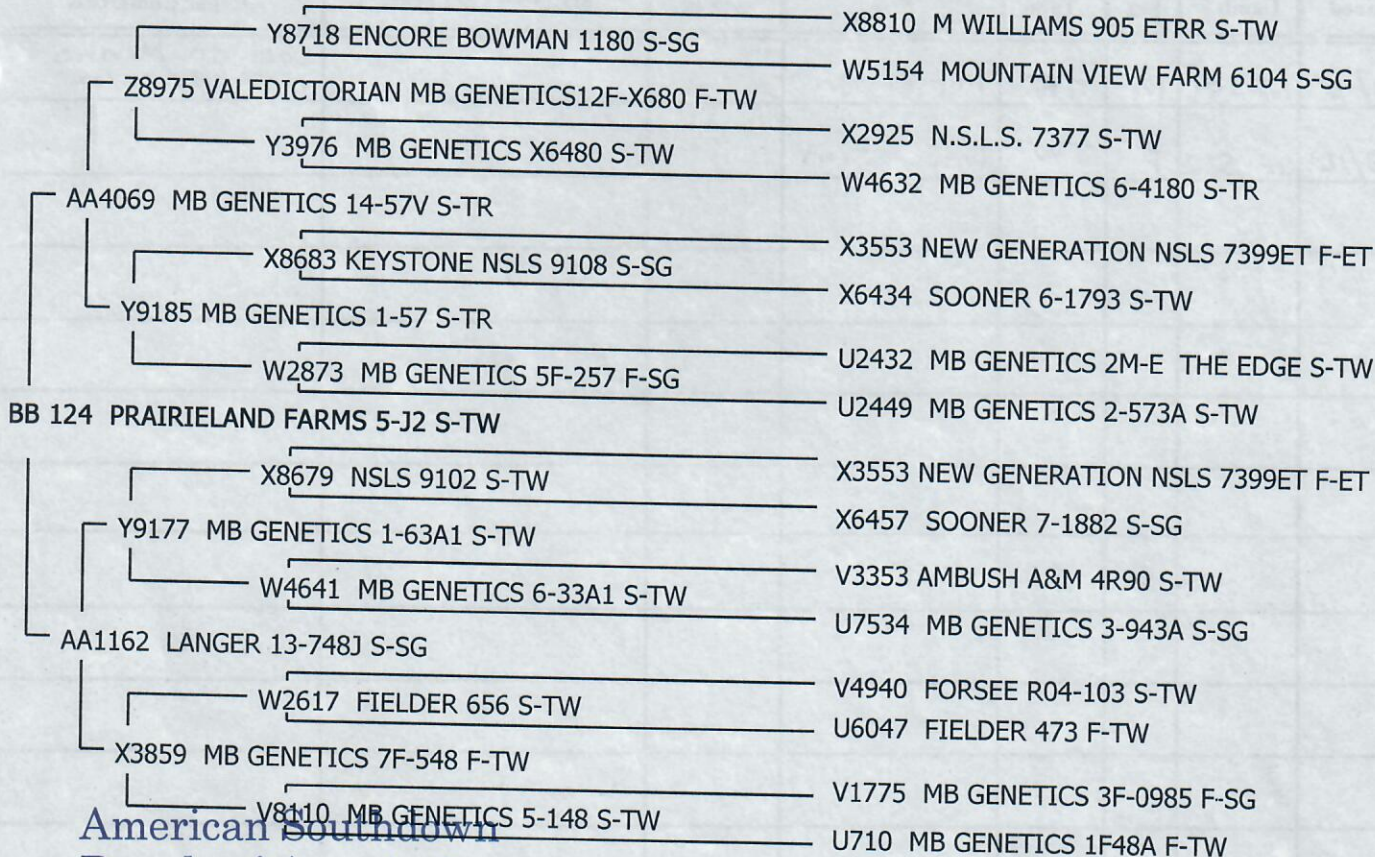 X8810 M WILLIAMS 905 ETRR S-TW
Y8718 ENCORE BOWMAN 1180 S-SG
W5154 MOUNTAIN VIEW FARM 6104 S-SG
Z8975 VALEDICTORIAN MB GENETICS12F-X680 F-TW
X2925 N.S.L.S. 7377 S-TW
Y3976 MB GENETICS X6480 S-TW
W4632 MB GENETICS 6-4180 S-TR
AA4069 MB GENETICS 14-57V S-TR
X3553 NEW GENERATION NSLS 7399ET F-ET
X8683 KEYSTONE NSLS 9108 S-SG
X6434 SOONER 6-1793 S-TW
Y9185 MB GENETICS 1-57 S-TR
U2432 MB GENETICS 2M-E THE EDGE S-TW
W2873 MB GENETICS 5F-257 F-SG
U2449 MB GENETICS 2-573A S-TW
BB 124 PRAIRIELAND FARMS 5-J2 S-TW
X3553 NEW GENERATION NSLS 7399ET F-ET
X8679 NSLS 9102 S-TW
X6457 SOONER 7-1882 S-SG
Y9177 MB GENETICS 1-63A1 S-TW
V3353 AMBUSH A&M 4R90 S-TW
W4641 MB GENETICS 6-33A1 S-TW
U7534 MB GENETICS 3-943A S-SG
AA1162 LANGER 13-748J S-SG
V4940 FORSEE R04-103 S-TW
W2617 FIELDER 656 S-TW
U6047 FIELDER 473 F-TW
X3859 MB GENETICS 7F-548 F-TW
V1775 MB GENETICS 3F-0985 F-SG
V8110 MB GENETICS 5-148 S-TW
American Southdown
U710 MB GENETICS 1F48A F-TW